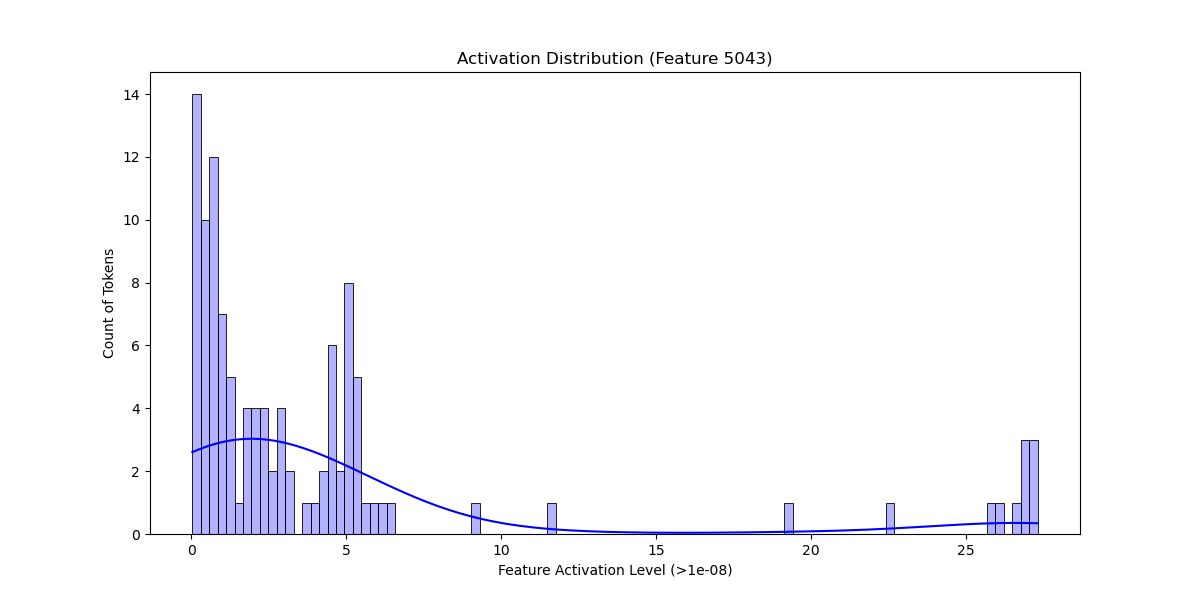 Activation Distribution (Feature 5043)
14
12
10
8
6
4
2
0
Count of Tokens
0 5 10 15 20 25
Feature Activation Level (>1e-08)